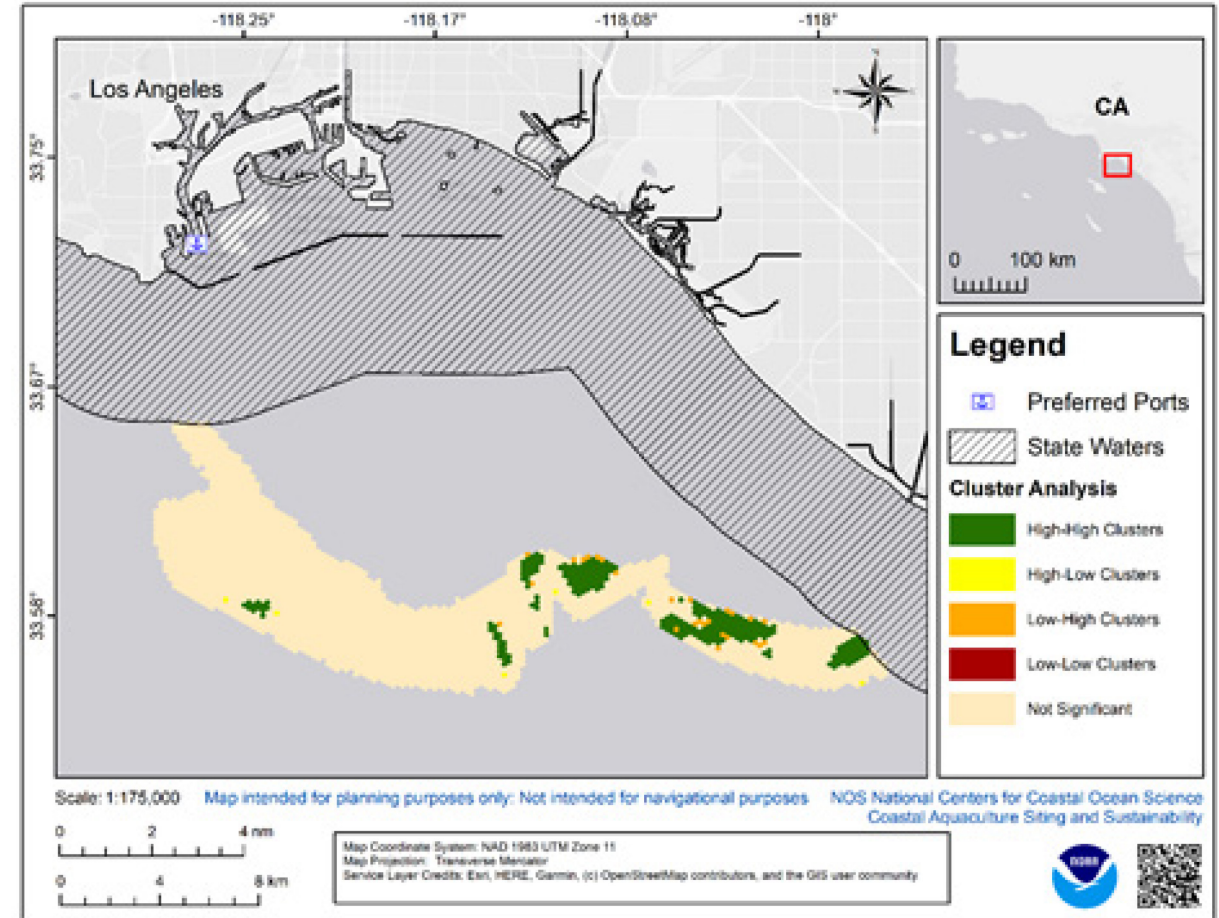 -118.25° -118.17° -118.08° -118°
33.75°
33.67°
33.58°
Los Angeles
CA
0 100 km
Legend
Preferred Ports
State Waters
Cluster Analysis
High-High Clusters
High-Low Clusters
Low-High Clusters
Low-Low Clusters
Not Significant
Scale: 1:175,000 Map intended for planning purposes only: Not intended for navigational purposes NOS National Centers for Coastal Ocean Science
Coastal Aquaculture Siting and Sustainability
0 2 4 nm
0 4 8 km
Map Coordinate System: NAD 1983 UTM Zone 11
Map Projection: Transverse Mercator
Service Layer Credits: Esri, HERE, Garmin, (c) OpenStreetMap contributors, and the GIS user community
NOAA